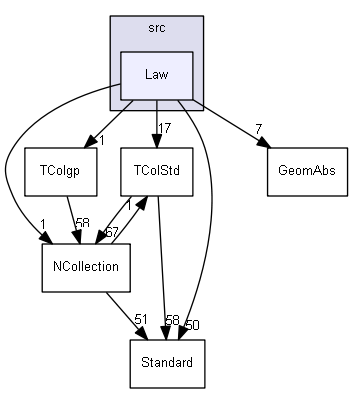 src
Law
1
17
7
TColgp
TColStd
GeomAbs
58
1
67
1
NCollection
51
58
50
Standard